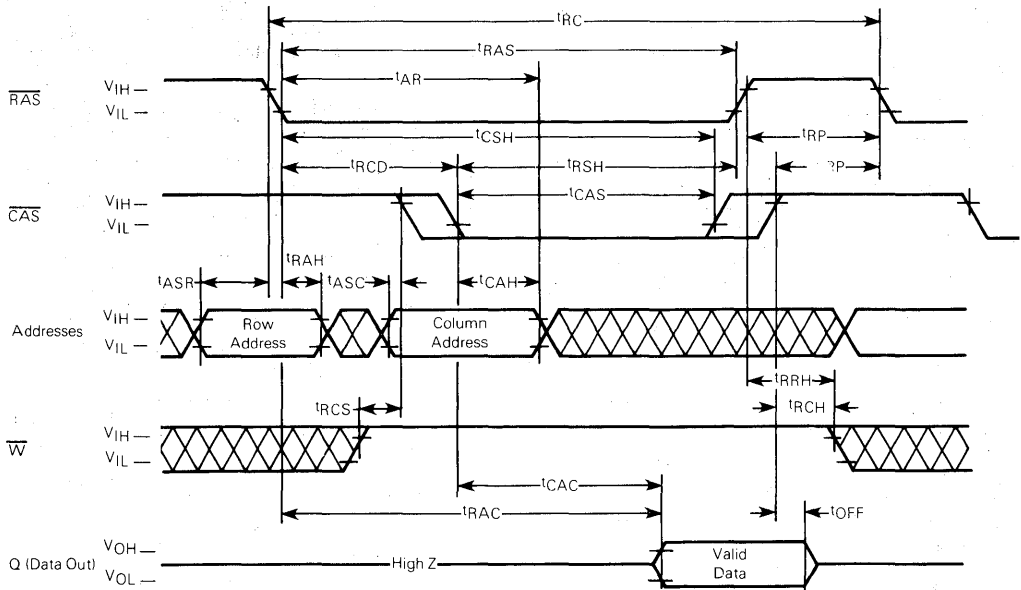 tRC
tRAS
tAR
RAS
VIH
VIL
tCSH
tRP
tRCD
tRSH
RP
tCAS
CAS
VIH
VIL
tRAH
tASR
tASC
tCAH
Addresses
VIH
VIL
Row
Address
Column
Address
tRRH
tRCS
tRCH
W
VIH
VIL
tCAC
tRAC
tOFF
Q (Data Out)
VOH
VOL
High Z
Valid
Data